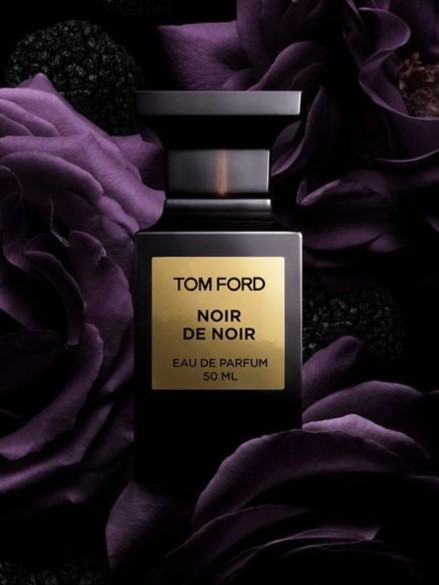 TOM FORD
NOIR
DE NOIR
EAU DE PARFUM
50 ML